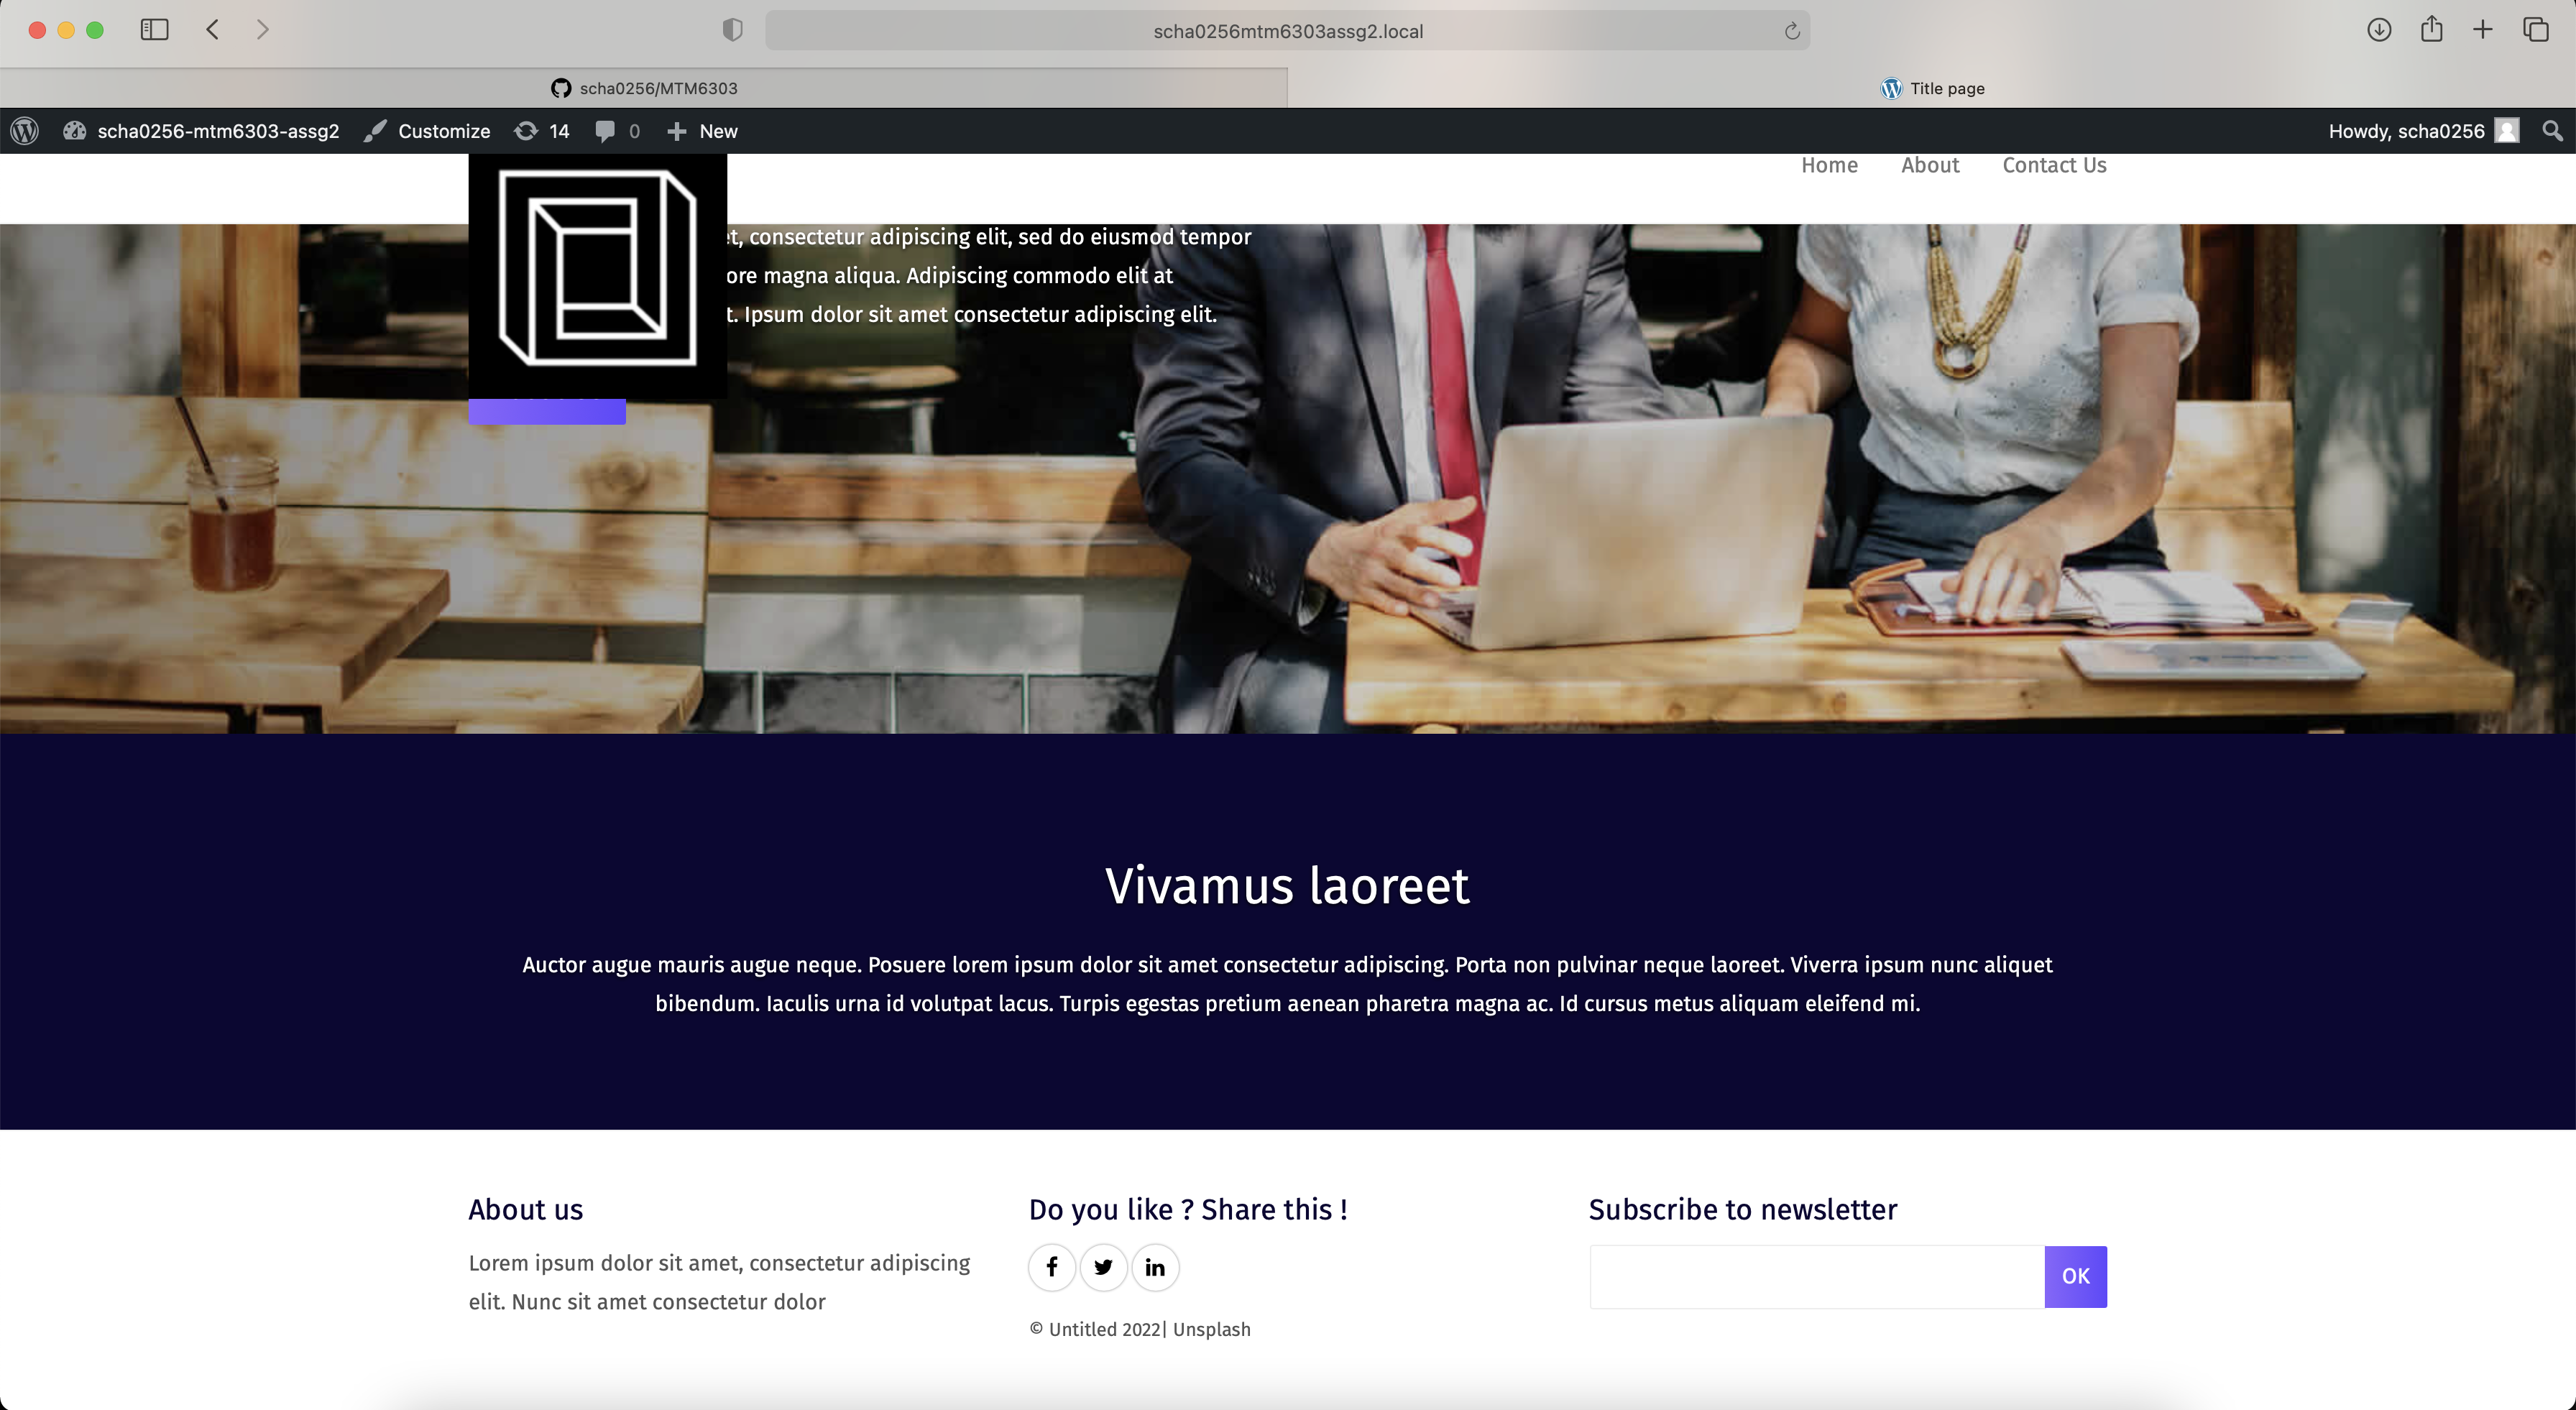 scha0256mtm6303assg2.local
scha0256/MTM6303
Title page
scha0256-mtm6303-assg2 Customize 14 0 New Howdy, scha0256
Home About Contact Us
consectetur adipiscing elit, sed do eiusmod tempor
magna aliqua. Adipiscing commodo elit at
Ipsum dolor sit amet consectetur adipiscing elit.
Vivamus laoreet
Auctor augue mauris augue neque. Posuere lorem ipsum dolor sit amet consectetur adipiscing. Porta non pulvinar neque laoreet. Viverra ipsum nunc aliquet
bibendum. Iaculis urna id volutpat lacus. Turpis egestas pretium aenean pharetra magna ac. Id cursus metus aliquam eleifend mi.
About us
Lorem ipsum dolor sit amet, consectetur adipiscing
elit. Nunc sit amet consectetur dolor
Do you like ? Share this !
© Untitled 2022| Unsplash
Subscribe to newsletter
OK